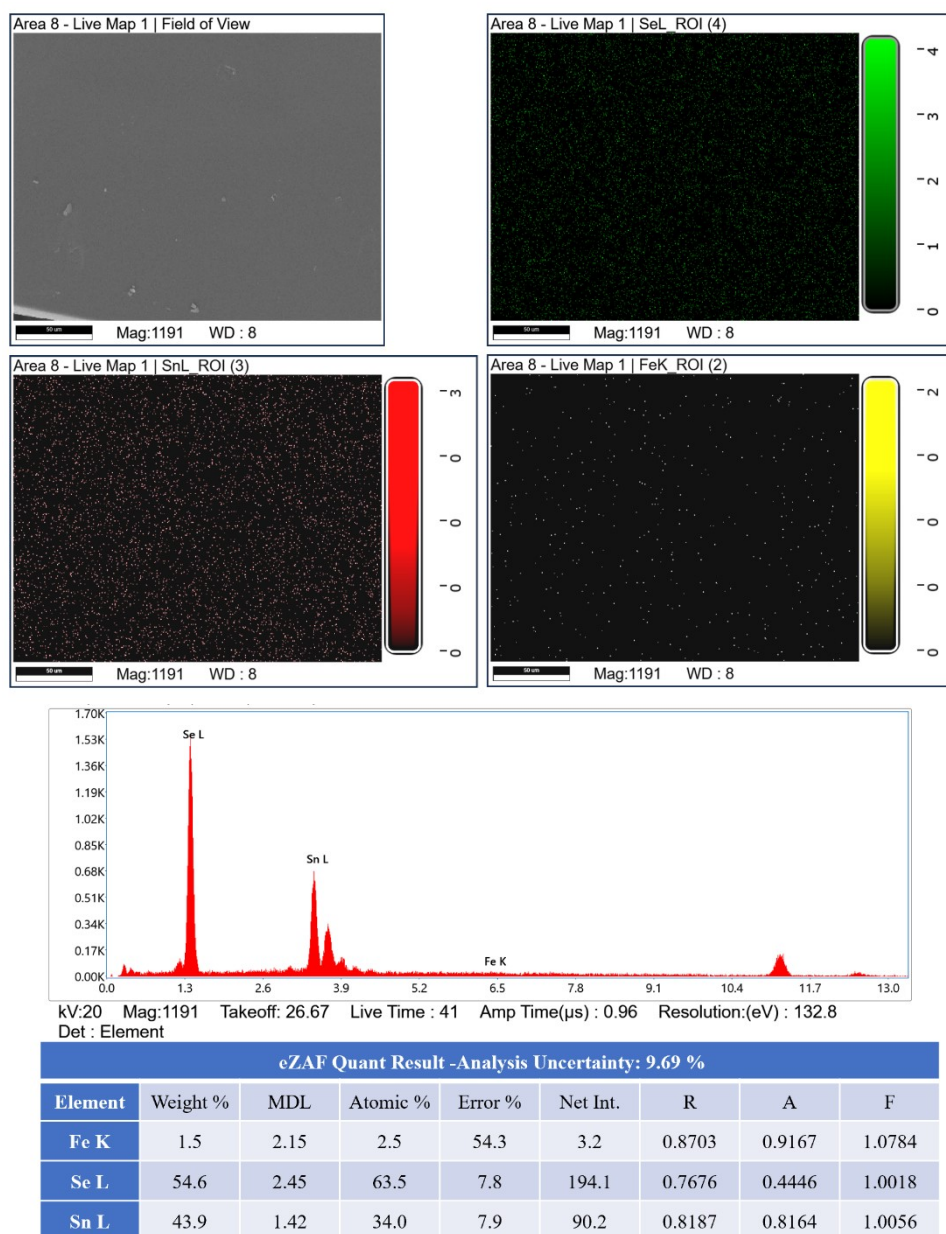 Area 8 - Live Map 1 | Field of View
50 um Mag:1191 WD : 8
Area 8 - Live Map 1 | SeL_ROI (4)
4
3
2
1
0
50 um Mag:1191 WD : 8
Area 8 - Live Map 1 | SnL_ROI (3)
3
0
0
0
0
50 um Mag:1191 WD : 8
Area 8 - Live Map 1 | FeK_ROI (2)
2
0
0
0
0
50 um Mag:1191 WD : 8
1.70K
1.53K
1.36K
1.19K
1.02K
0.85K
0.68K
0.51K
0.34K
0.17K
0.00K
Se L
Sn L
Fe K
0.0 1.3 2.6 3.9 5.2 6.5 7.8 9.1 10.4 11.7 13.0
kV:20 Mag:1191 Takeoff: 26.67 Live Time : 41 Amp Time(µs) : 0.96 Resolution:(eV) : 132.8
Det : Element
eZAF Quant Result -Analysis Uncertainty: 9.69 %
Element Weight % MDL Atomic % Error % Net Int. R A F
Fe K 1.5 2.15 2.5 54.3 3.2 0.8703 0.9167 1.0784
Se L 54.6 2.45 63.5 7.8 194.1 0.7676 0.4446 1.0018
Sn L 43.9 1.42 34.0 7.9 90.2 0.8187 0.8164 1.0056